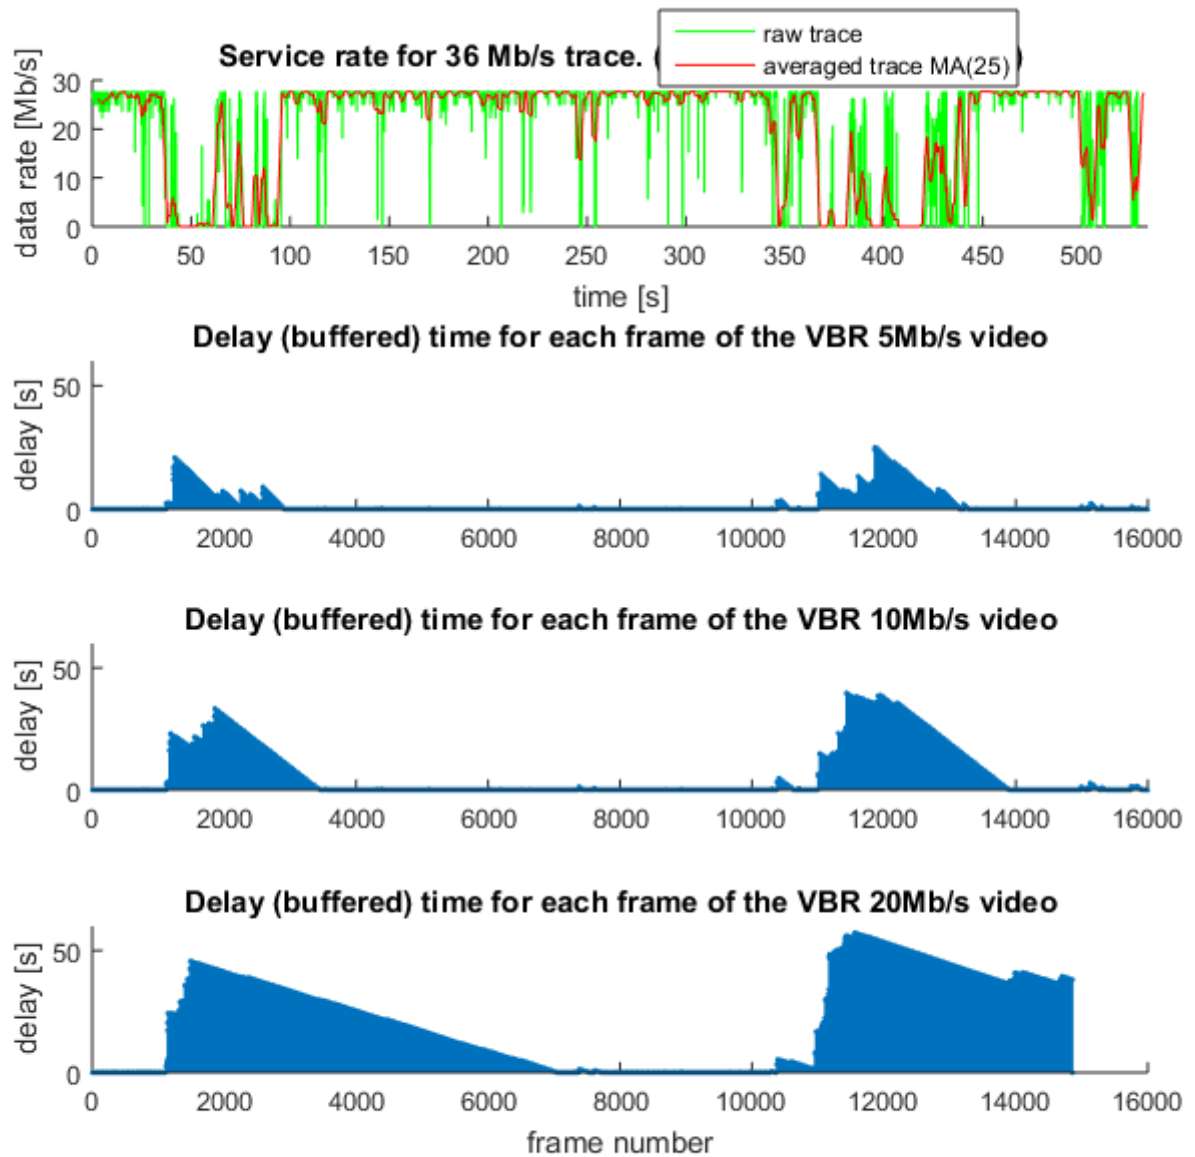 Service rate for 36 Mb/s trace. (
)
raw trace
averaged trace MA(25)
data rate [Mb/s]
30
20
10
0
0 50 100 150 200 250 300 350 400 450 500
time [s]
Delay (buffered) time for each frame of the VBR 5Mb/s video
delay [s]
50
0
0 2000 4000 6000 8000 10000 12000 14000 16000
Delay (buffered) time for each frame of the VBR 10Mb/s video
delay [s]
50
0
0 2000 4000 6000 8000 10000 12000 14000 16000
Delay (buffered) time for each frame of the VBR 20Mb/s video
delay [s]
50
0
0 2000 4000 6000 8000 10000 12000 14000 16000
frame number